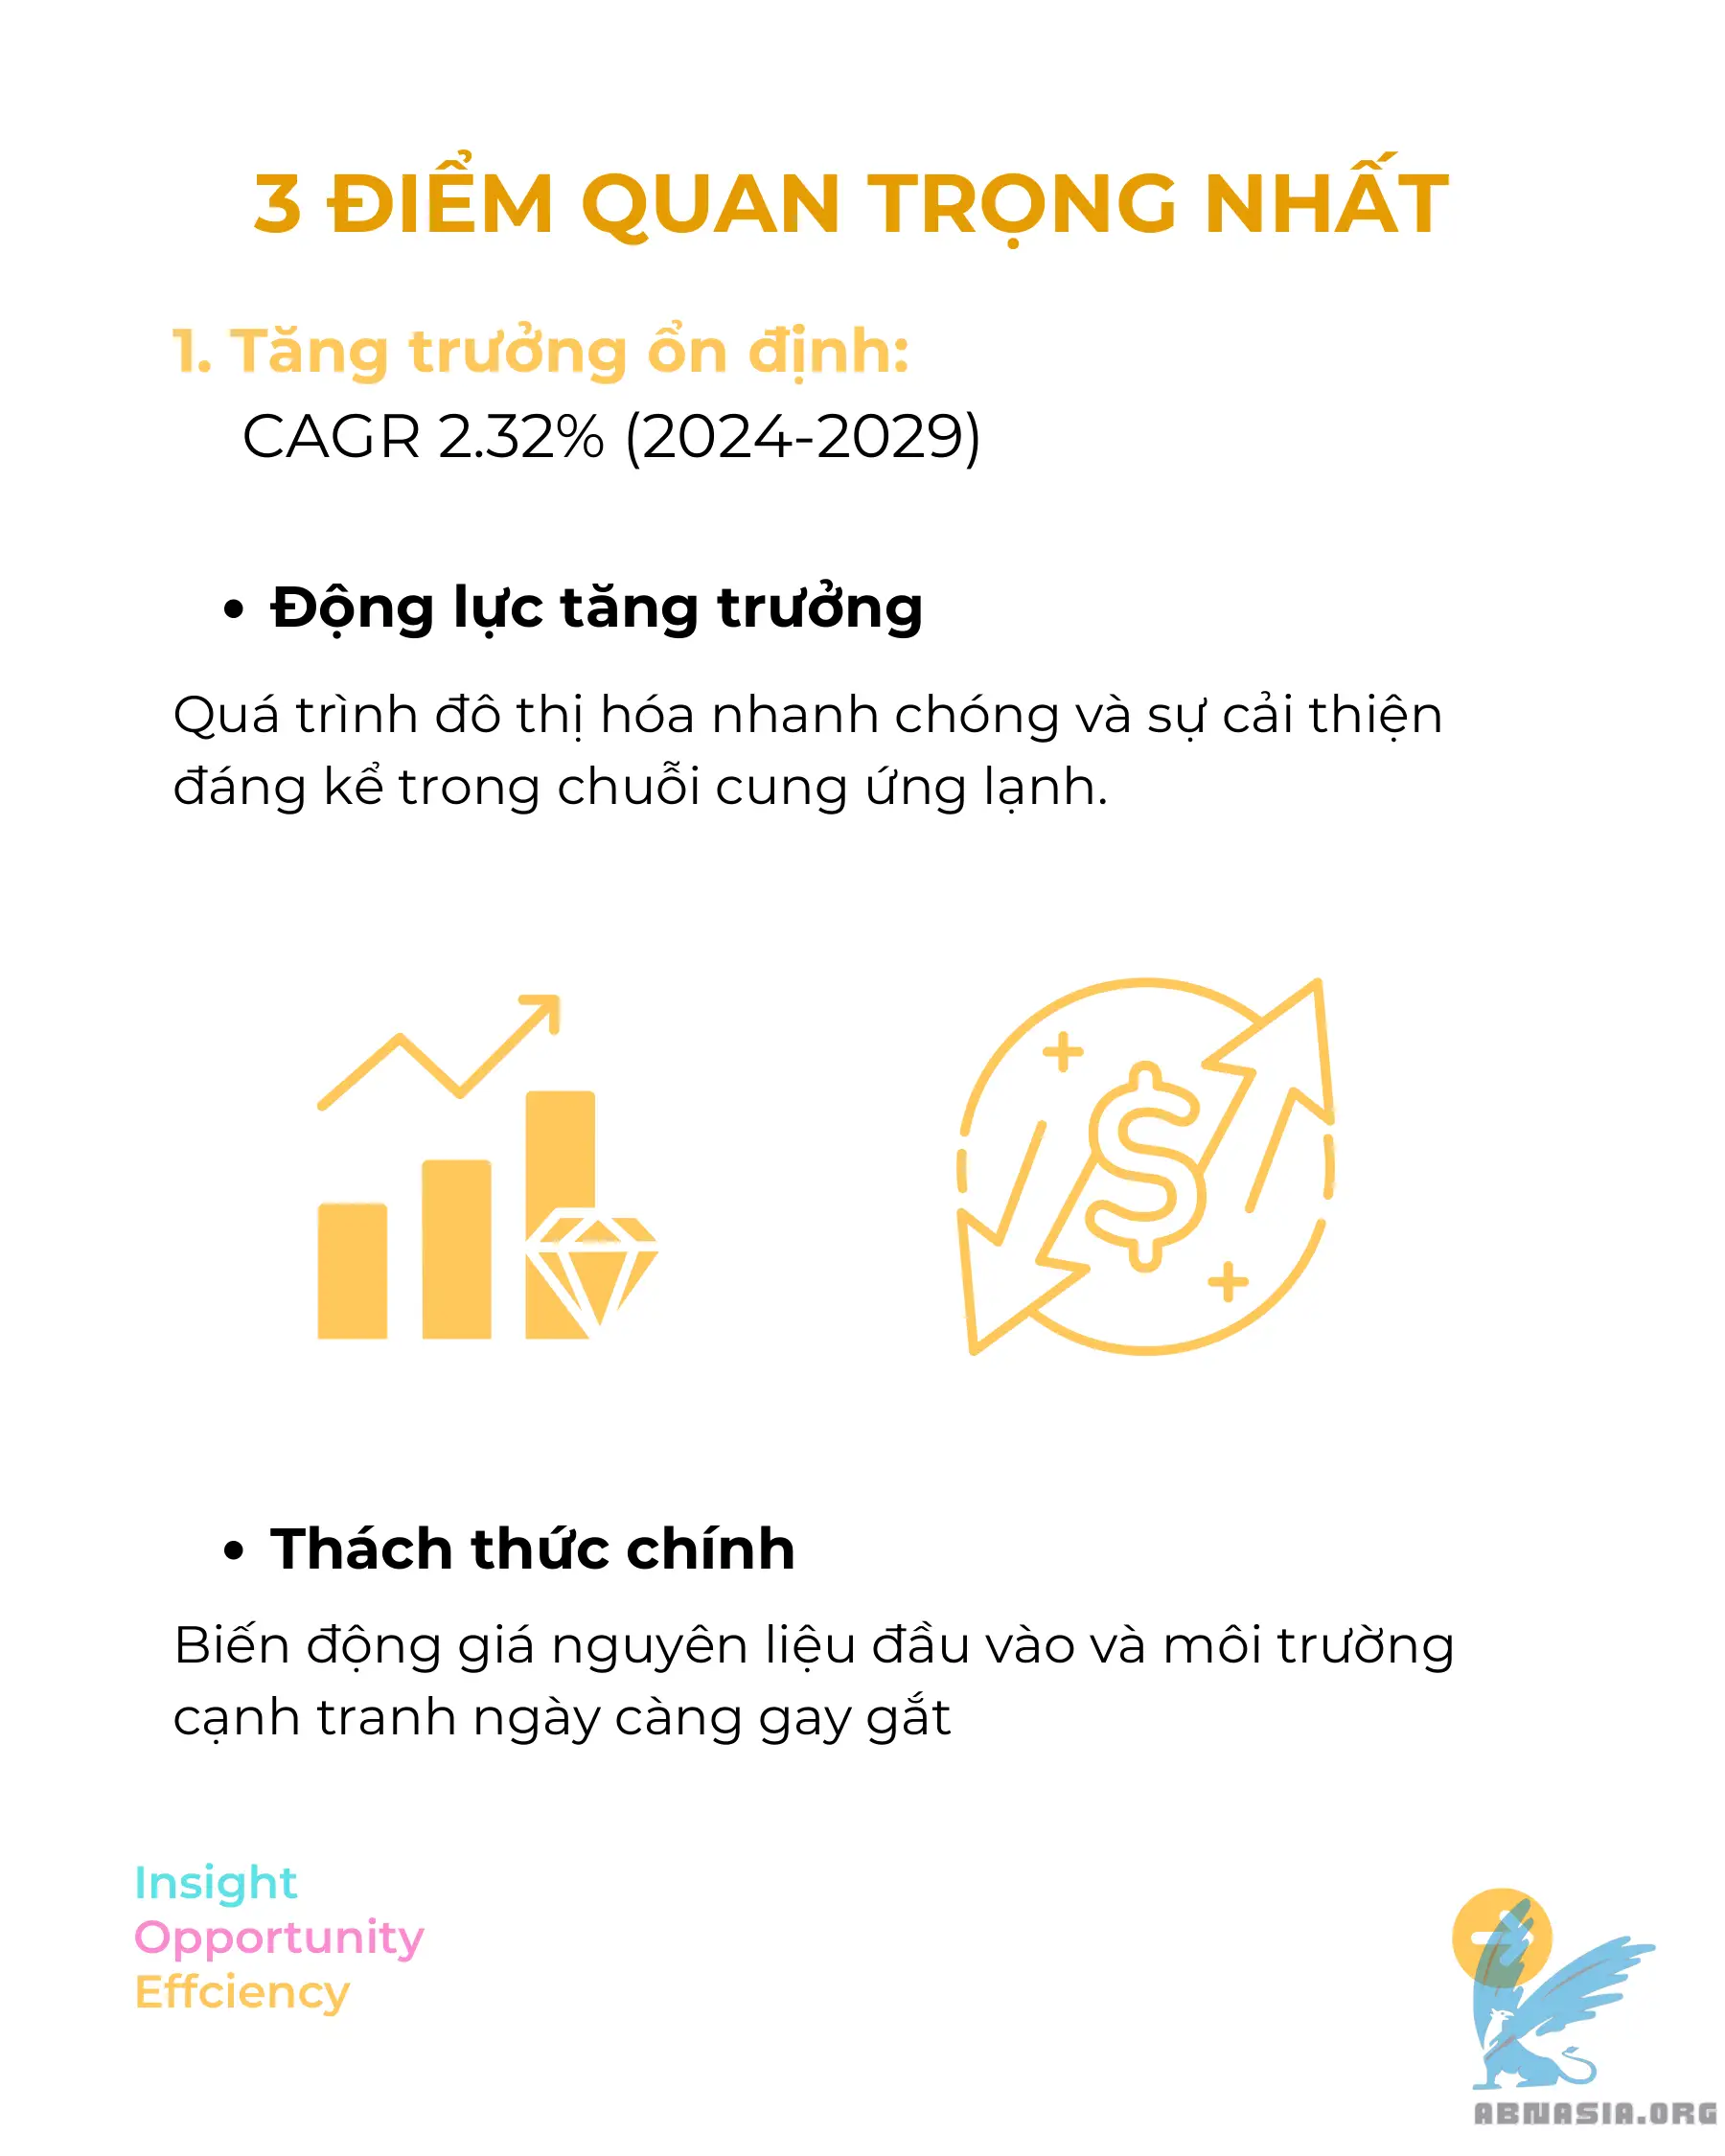 3 ĐIỂM QUAN TRỌNG NHẤT
1. Tăng trưởng ổn định:
CAGR 2.32% (2024-2029)
• Động lực tăng trưởng
Quá trình đô thị hóa nhanh chóng và sự cải thiện
đáng kể trong chuỗi cung ứng lạnh.
$
• Thách thức chính
Biến động giá nguyên liệu đầu vào và môi trường
cạnh tranh ngày càng gay gắt
Insight
Opportunity
Effciency
ABNASIA.ORG